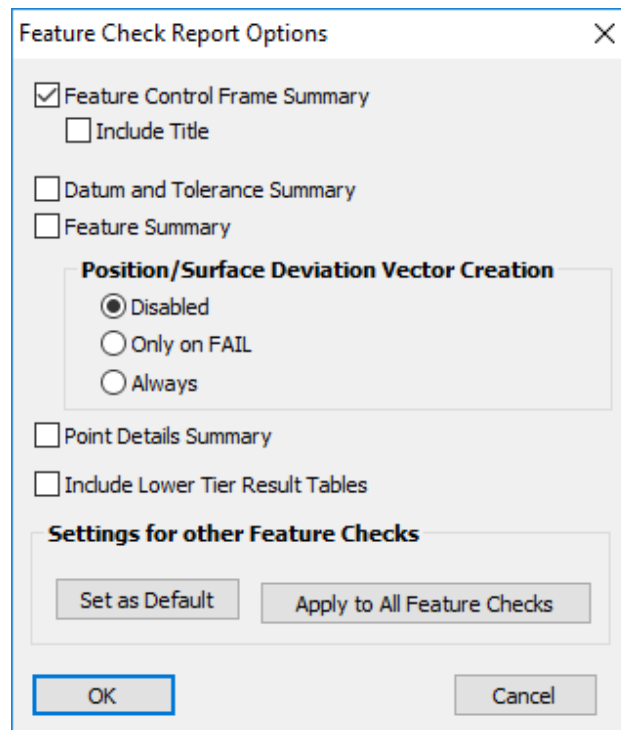 Feature Check Report Options
Feature Control Frame Summary
Include Title
Datum and Tolerance Summary
Feature Summary
Position/Surface Deviation Vector Creation
Disabled
Only on FAIL
Always
Point Details Summary
Include Lower Tier Result Tables
Settings for other Feature Checks
Set as Default
Apply to All Feature Checks
OK
Cancel